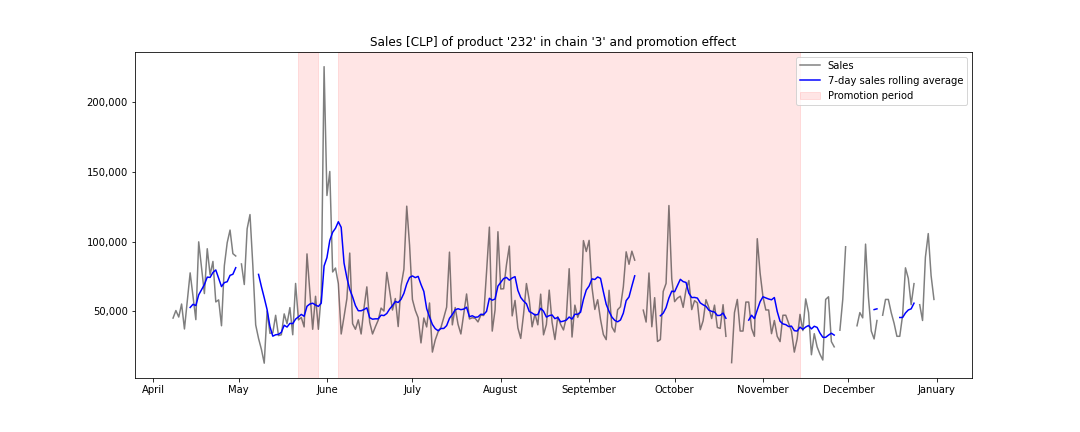 Sales [CLP] of product '232' in chain '3' and promotion effect
Sales
7-day sales rolling average
Promotion period
200,000
150,000
100,000
50,000
April May June July August September October November December January